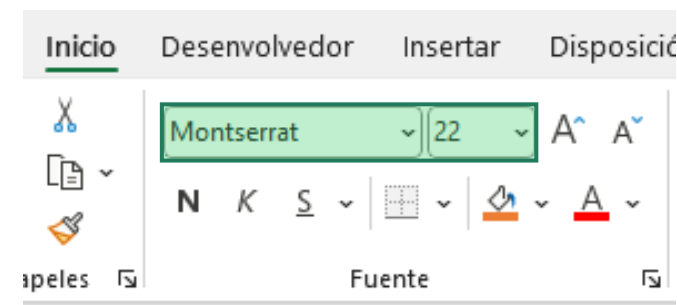 Inicio Desenvolvedor Insertar Disposició
Montserrat 22 A A
N K S A
apeles Fuente